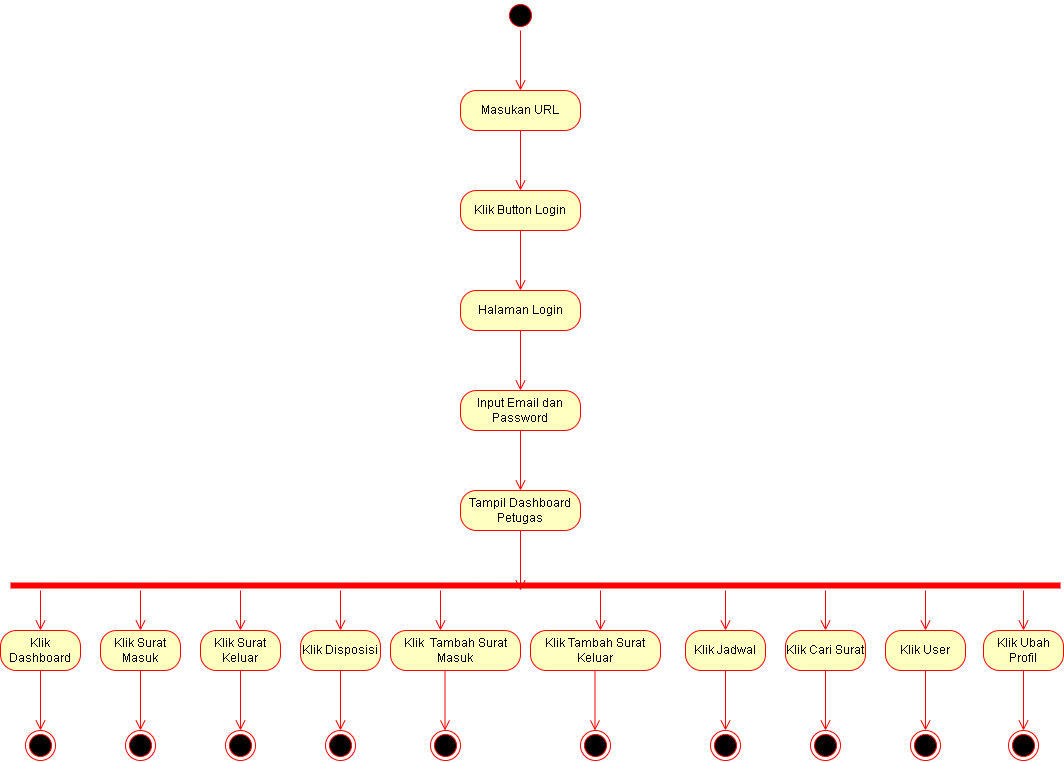 Masukan URL
Klik Button Login
Halaman Login
Input Email dan
Password
Tampil Dashboard
Petugas
Klik
Dashboard
Klik Surat
Masuk
Klik Surat
Keluar
Klik Disposisi
Klik  Tambah Surat
Masuk
Klik Tambah Surat
Keluar
Klik Jadwal
Klik Cari Surat
Klik User
Klik Ubah
Profil